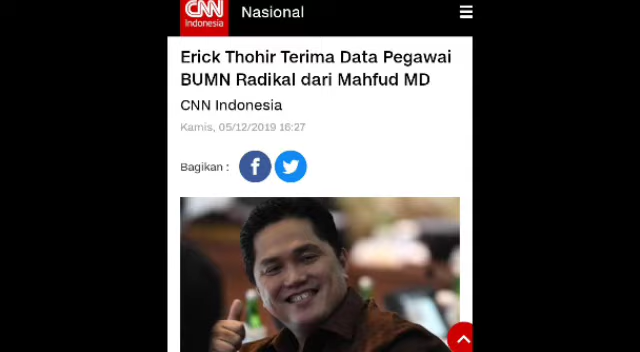 CNN
Indonesia
Nasional
Erick Thohir Terima Data Pegawai
BUMN Radikal dari Mahfud MD
CNN Indonesia
Kamis, 05/12/2019 16:27
Bagikan :
f